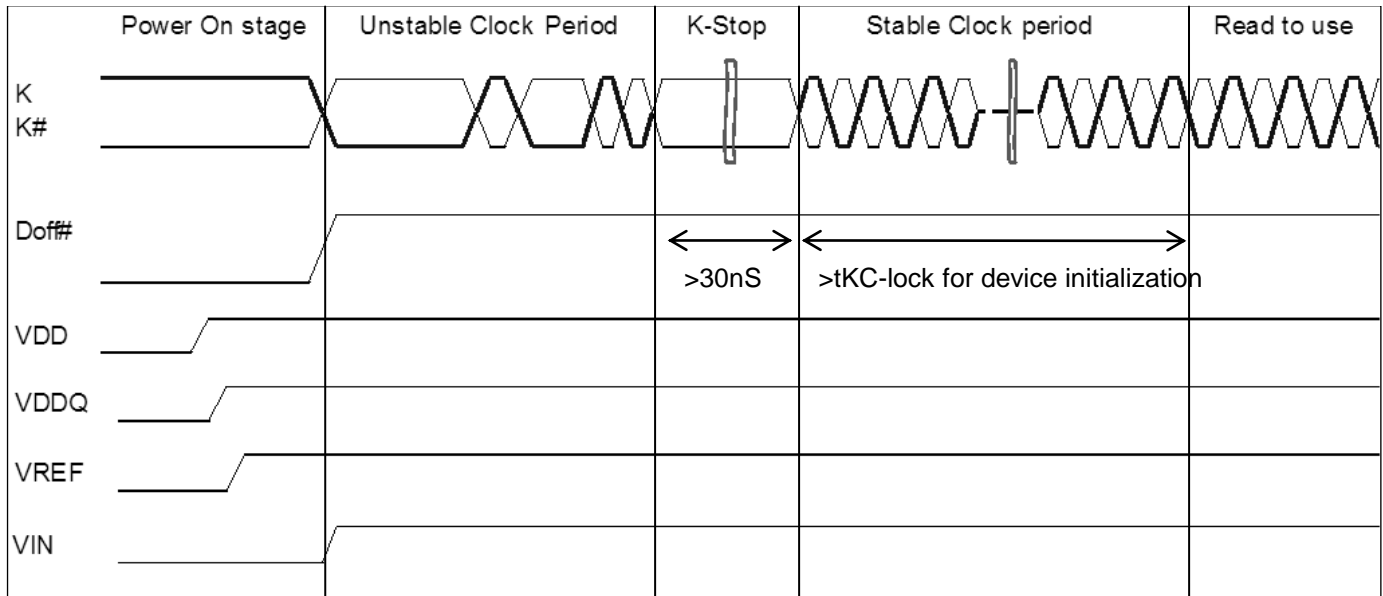 Power On stage Unstable Clock Period K-Stop Stable Clock period Read to use
K
K#
Doff#
>30nS >tKC-lock for device initialization
VDD
VDDQ
VREF
VIN